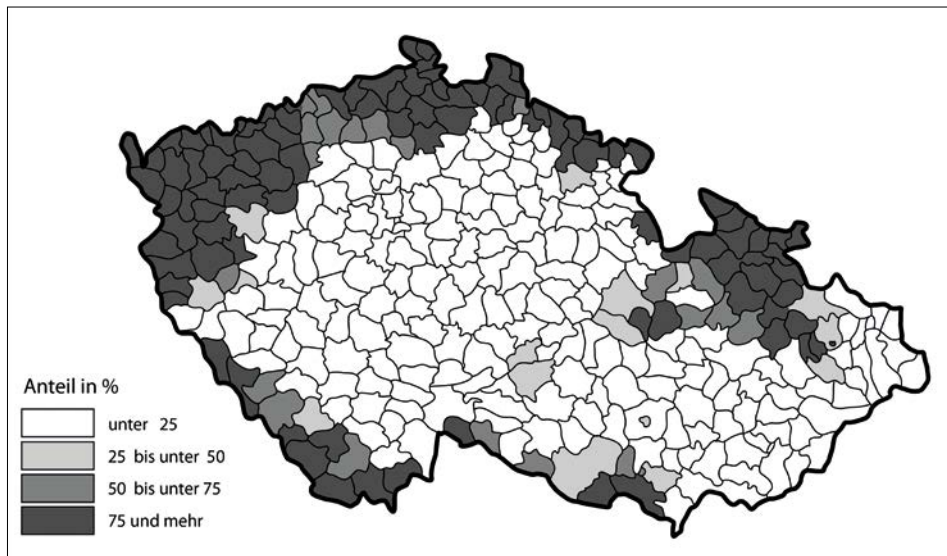 Anteil in %
unter 25
25 bis unter 50
50 bis unter 75
75 und mehr